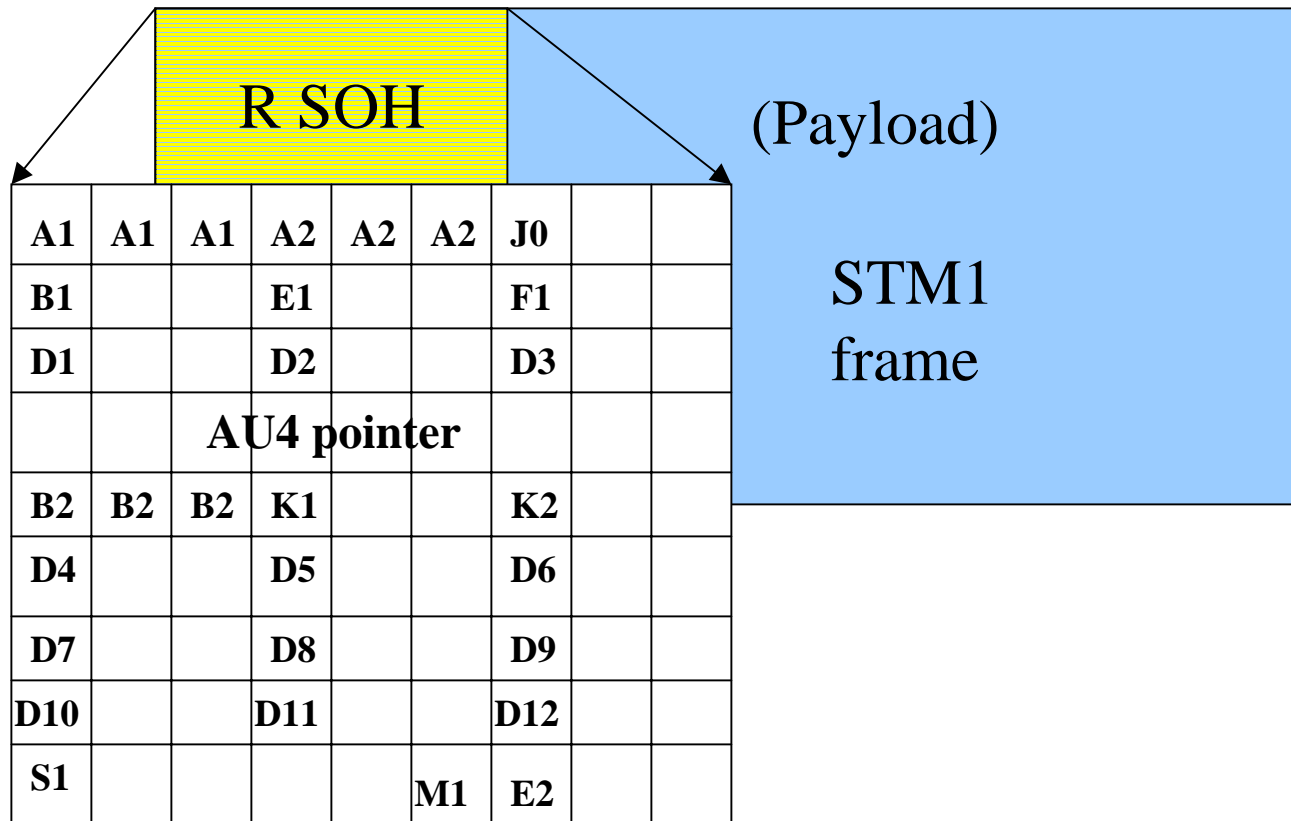 R SOH
(Payload)
STM1
frame
A1 A1 A1 A2 A2 A2 J0
B1 E1 F1
D1 D2 D3
AU4 pointer
B2 B2 B2 K1 K2
D4 D5 D6
D7 D8 D9
D10 D11 D12
S1 M1 E2